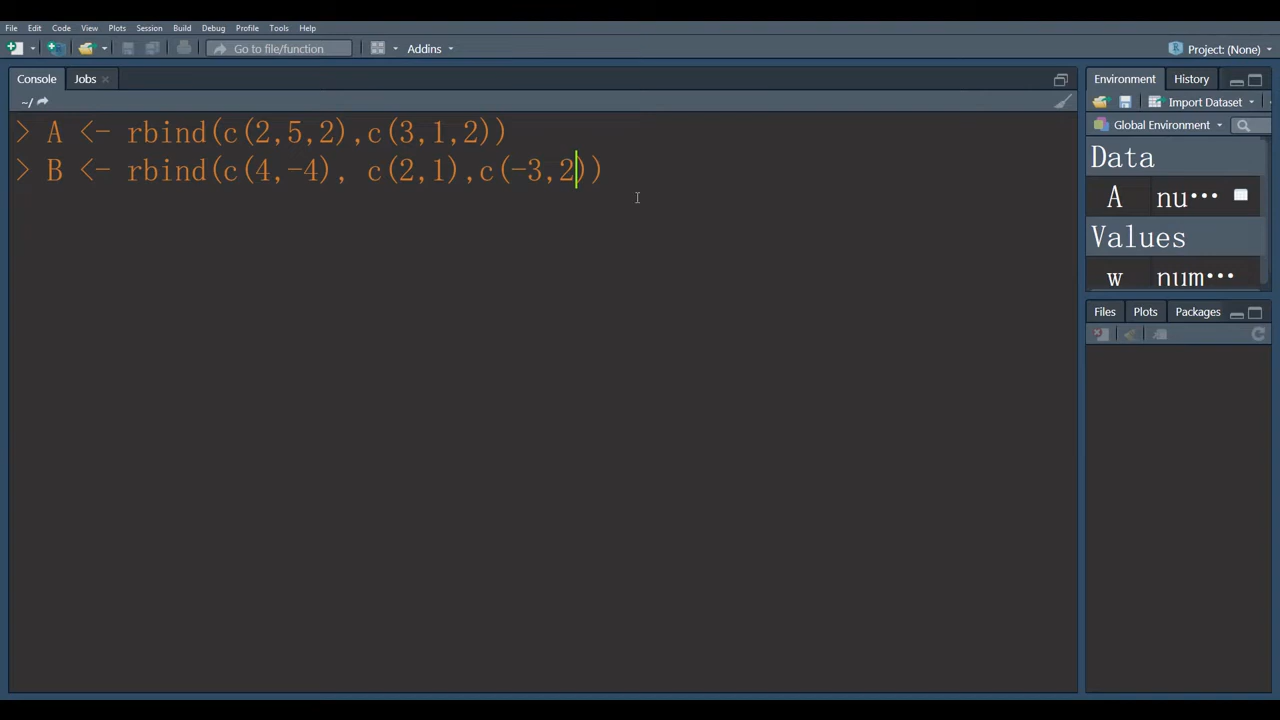 File Edit Code View Plots Session Build Debug Profile Tools Help
Go to file/function Addins Project: (None)
Console Jobs
~/
> A <- rbind(c(2,5,2),c(3,1,2))
> B <- rbind(c(4,-4), c(2,1),c(-3,2))
Environment History
Import Dataset
Global Environment
Data
A nu…
Values
w num…
Files Plots Packages